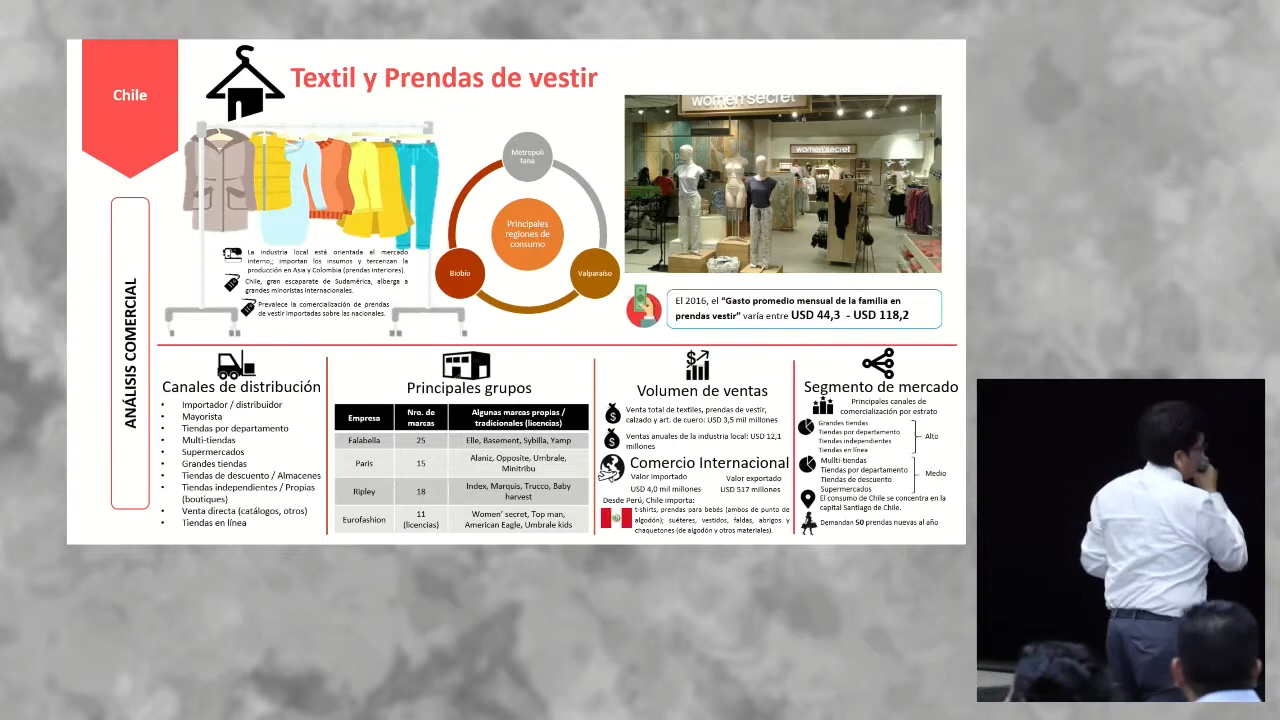 Chile
Textil y Prendas de vestir
ANÁLISIS COMERCIAL
La industria local está orientada al mercado
interno,; importan los insumos y tercerizan la
producción en Asia y Colombia (prendas interiores)
Chile, gran escaparate de Sudamérica, alberga a
grandes minoristas internacionales.
Prevalece la comercialización de prendas
de vestir importadas sobre las nacionales.
Metropoli
tana
Principales
regiones de
consumo
Biobío
Valparaíso
women'secret
women'secret
El 2016, el "Gasto promedio mensual de la familia en
prendas vestir" varía entre USD 44,3 - USD 118,2
Canales de distribución
• Importador / distribuidor
• Mayorista
• Tiendas por departamento
• Multi-tiendas
• Supermercados
• Grandes tiendas
• Tiendas de descuento / Almacenes
• Tiendas independientes / Propias
(boutiques)
• Venta directa (catálogos, otros)
• Tiendas en línea
Principales grupos
Empresa Nro. de marcas Algunas marcas propias / tradicionales (licencias)
Falabella 25 Elle, Basement, Sybilla, Yamp
Paris 15 Alaniz, Opposite, Umbrale, Minitribu
Ripley 18 Index, Marquis, Trucco, Baby harvest
Eurofashion 11 (licencias) Women' secret, Top man, American Eagle, Umbrale kids
Volumen de ventas
Venta total de textiles, prendas de vestir,
calzado y art. de cuero: USD 3,5 mil millones
Ventas anuales de la industria local: USD 12,1
millones
Comercio Internacional
Valor importado Valor exportado
USD 4,0 mil millones USD 517 millones
Desde Perú, Chile importa:
t-shirts, prendas para bebés (ambos de punto de
algodón); suéteres, vestidos, faldas, abrigos y
chaquetones (de algodón y otros materiales).
Segmento de mercado
Principales canales de
comercialización por estrato
Grandes tiendas
Tiendas por departamento
Tiendas independientes
Tiendas en línea
Alto
Mullti-tiendas
Tiendas por departamento
Tiendas de descuento
Supermercados
Medio
El consumo de Chile se concentra en la
capital Santiago de Chile.
Demandan 50 prendas nuevas al año